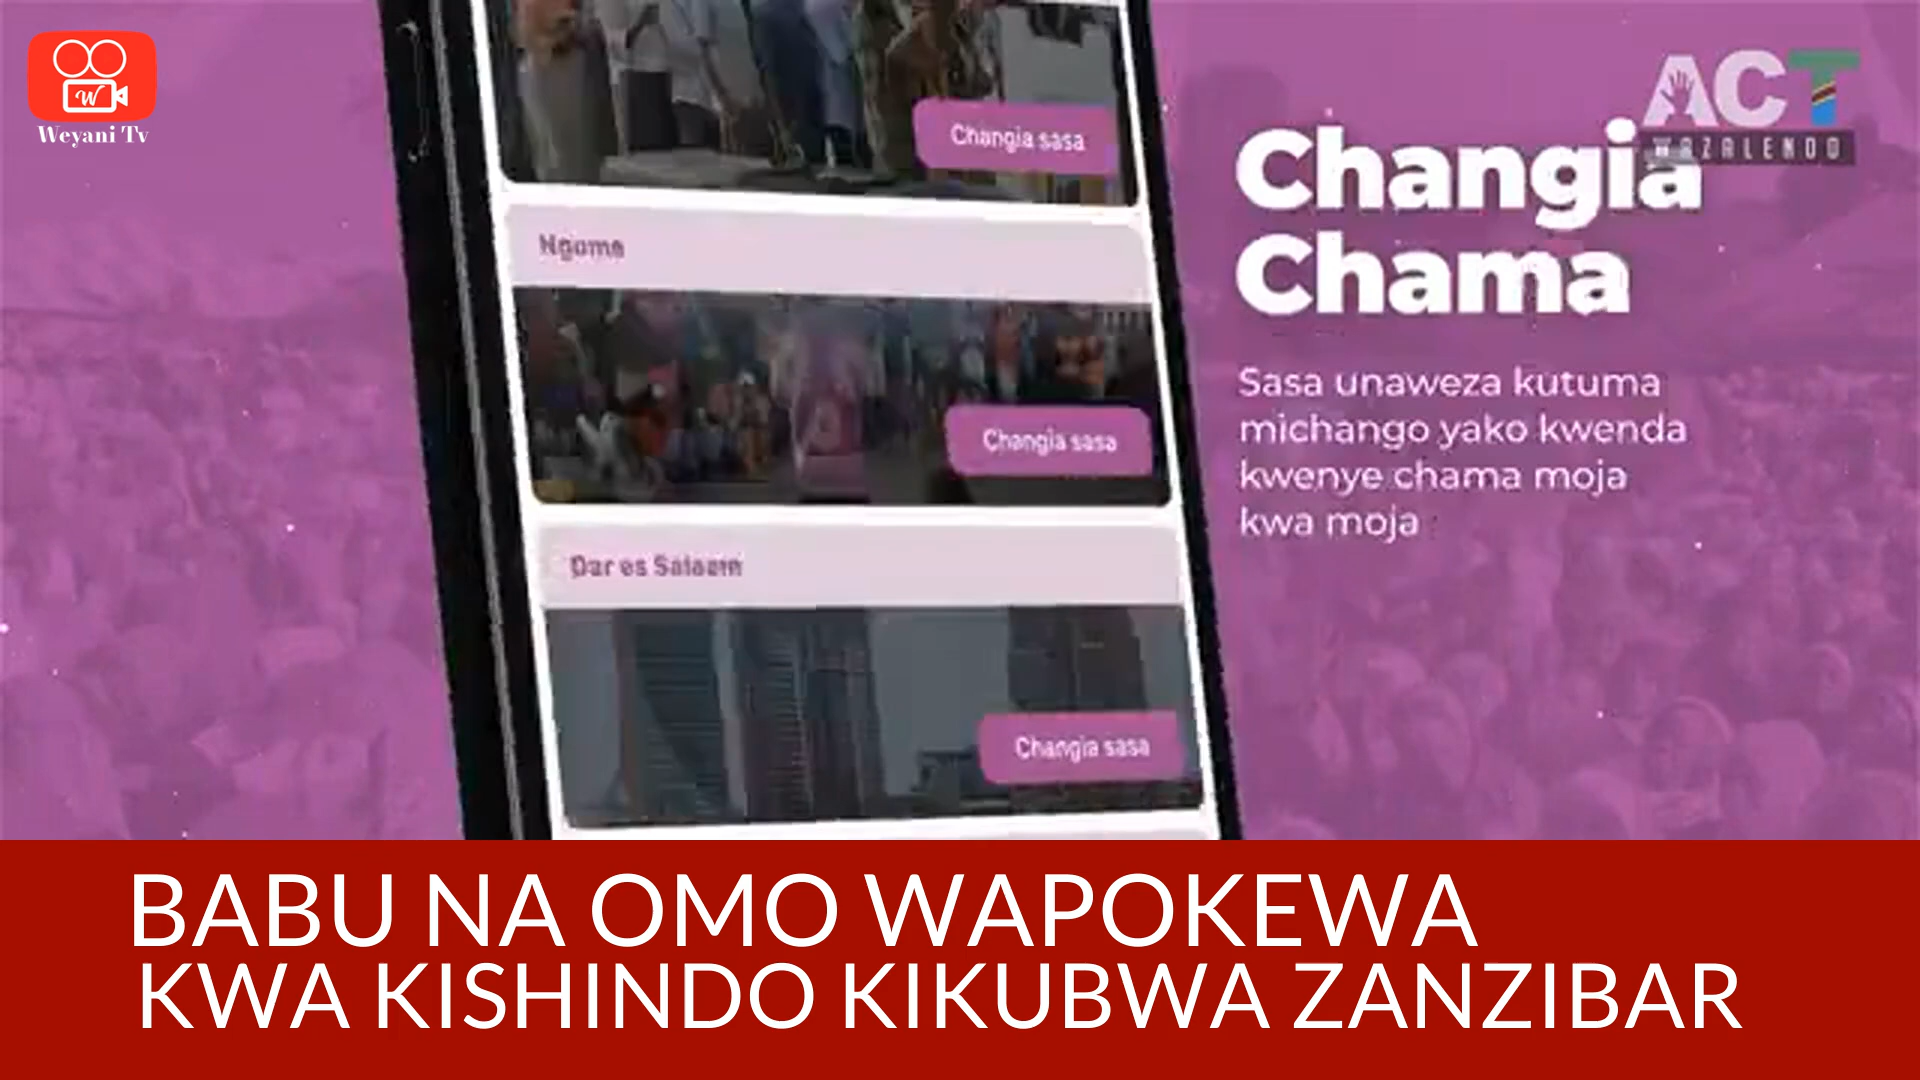 W
Weyani Tv
ACT
WAZALENDO
Changia sasa
Ngome
Changia sasa
Dar es Salaam
Changia sasa
Changia
Chama
Sasa unaweza kutuma
michango yako kwenda
kwenye chama moja
kwa moja
BABU NA OMO WAPOKEWA
KWA KISHINDO KIKUBWA ZANZIBAR